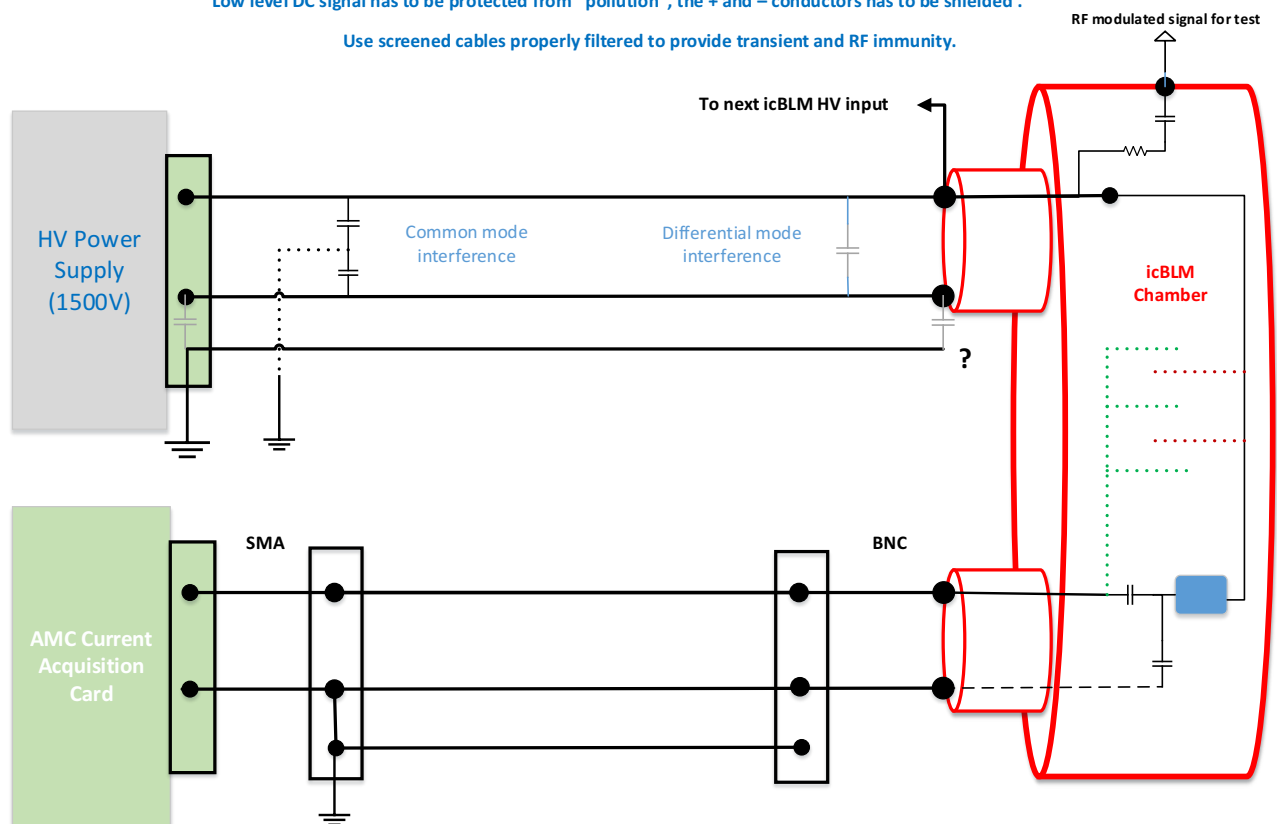 Low level DC signal has to be protected from "pollution", the + and – conductors has to be shielded .
Use screened cables properly filtered to provide transient and RF immunity.
RF modulated signal for test
To next icBLM HV input
HV Power
Supply
(1500V)
Common mode
interference
Differential mode
interference
icBLM
Chamber
?
SMA
BNC
AMC Current
Acquisition
Card